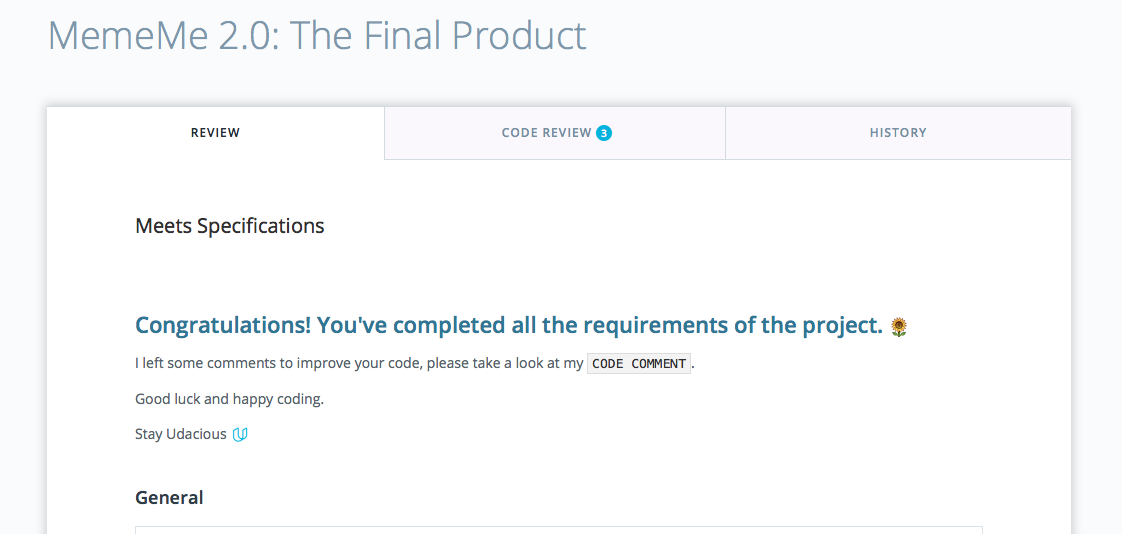 MemeMe 2.0: The Final Product
REVIEW
CODE REVIEW 3
HISTORY
Meets Specifications
Congratulations! You've completed all the requirements of the project. 🌻
I left some comments to improve your code, please take a look at my CODE COMMENT.
Good luck and happy coding.
Stay Udacious
General